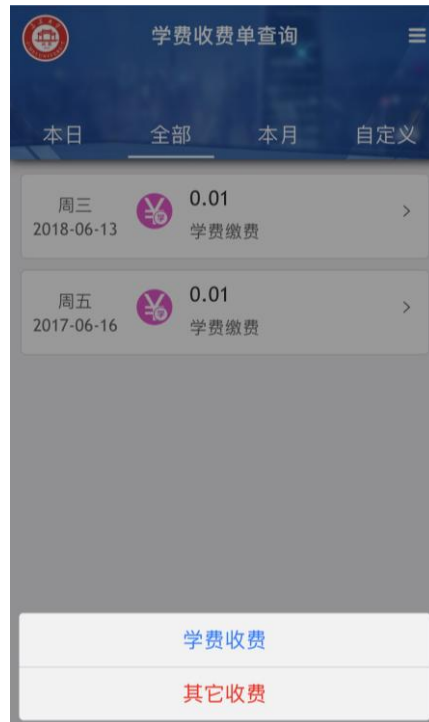 学费收费单查询
本日 全部 本月 自定义
周三
2018-06-13
0.01
学费缴费
周五
2017-06-16
0.01
学费缴费
学费收费
其它收费